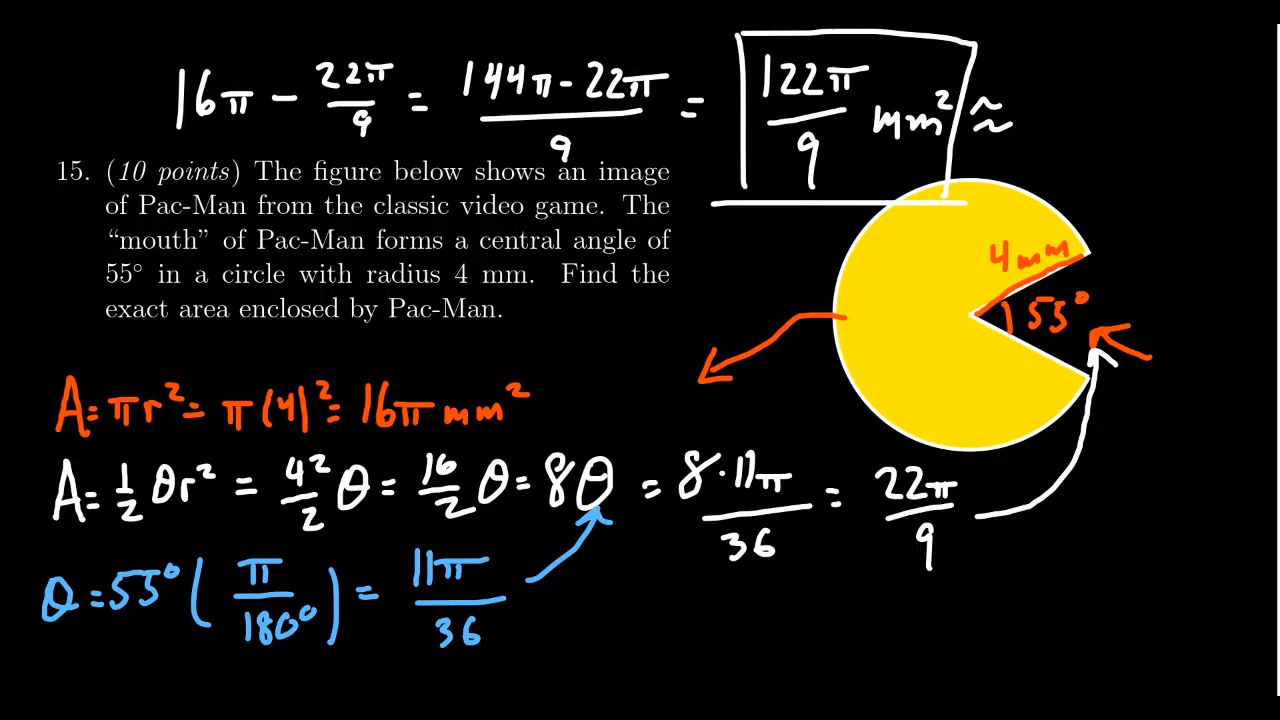 16π − 22π/9 = 144π − 22π/9 = 122π/9 mm² ≈
15. (10 points) The figure below shows an image
of Pac-Man from the classic video game. The
“mouth” of Pac-Man forms a central angle of
55° in a circle with radius 4 mm. Find the
exact area enclosed by Pac-Man.
4mm
55°
A = πr² = π(4)² = 16π mm²
A = 1/2 θr² = 4²/2 θ = 16/2 θ = 8θ = 8·11π/36 = 22π/9
θ = 55° (π/180°) = 11π/36